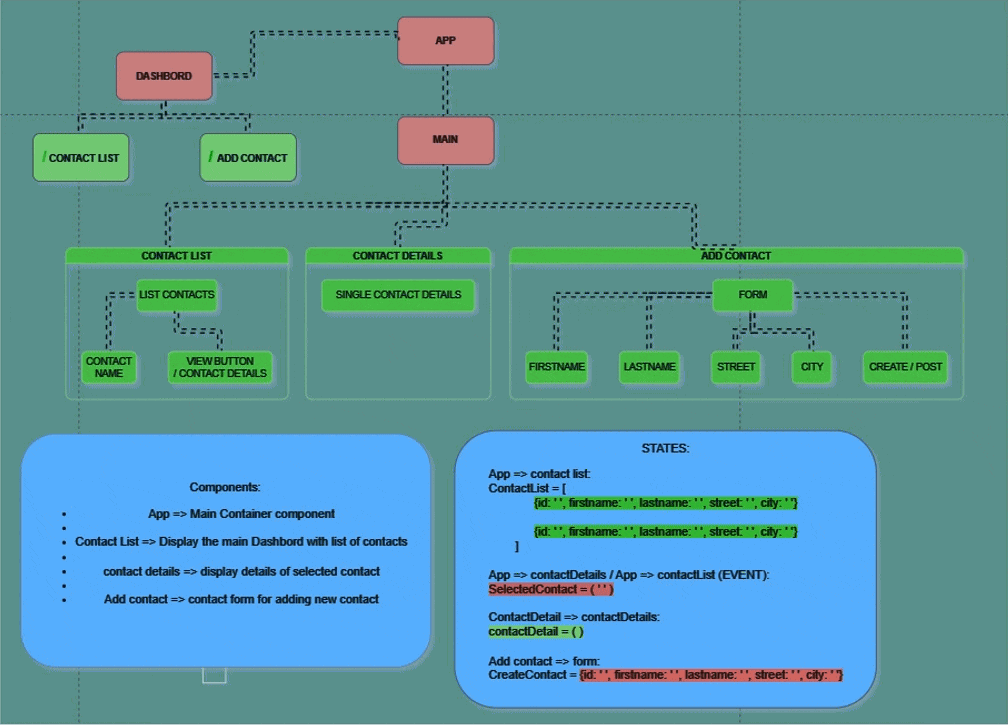 APP
DASHBORD
MAIN
/ CONTACT LIST
/ ADD CONTACT
CONTACT LIST
CONTACT DETAILS
ADD CONTACT
LIST CONTACTS
SINGLE CONTACT DETAILS
FORM
CONTACT
NAME
VIEW BUTTON
/ CONTACT DETAILS
FIRSTNAME
LASTNAME
STREET
CITY
CREATE / POST
Components:
App => Main Container component
Contact List => Display the main Dashbord with list of contacts
contact details => display details of selected contact
Add contact => contact form for adding new contact
STATES:
App => contact list:
ContactList = [
{id: ' ', firstname: ' ', lastname: ' ', street: ' ', city: ' '}
{id: ' ', firstname: ' ', lastname: ' ', street: ' ', city: ' '}
]
App => contactDetails / App => contactList (EVENT):
SelectedContact = ( ' ' )
ContactDetail => contactDetails:
contactDetail = ( )
Add contact => form:
CreateContact = {id: ' ', firstname: ' ', lastname: ' ', street: ' ', city: ' '}